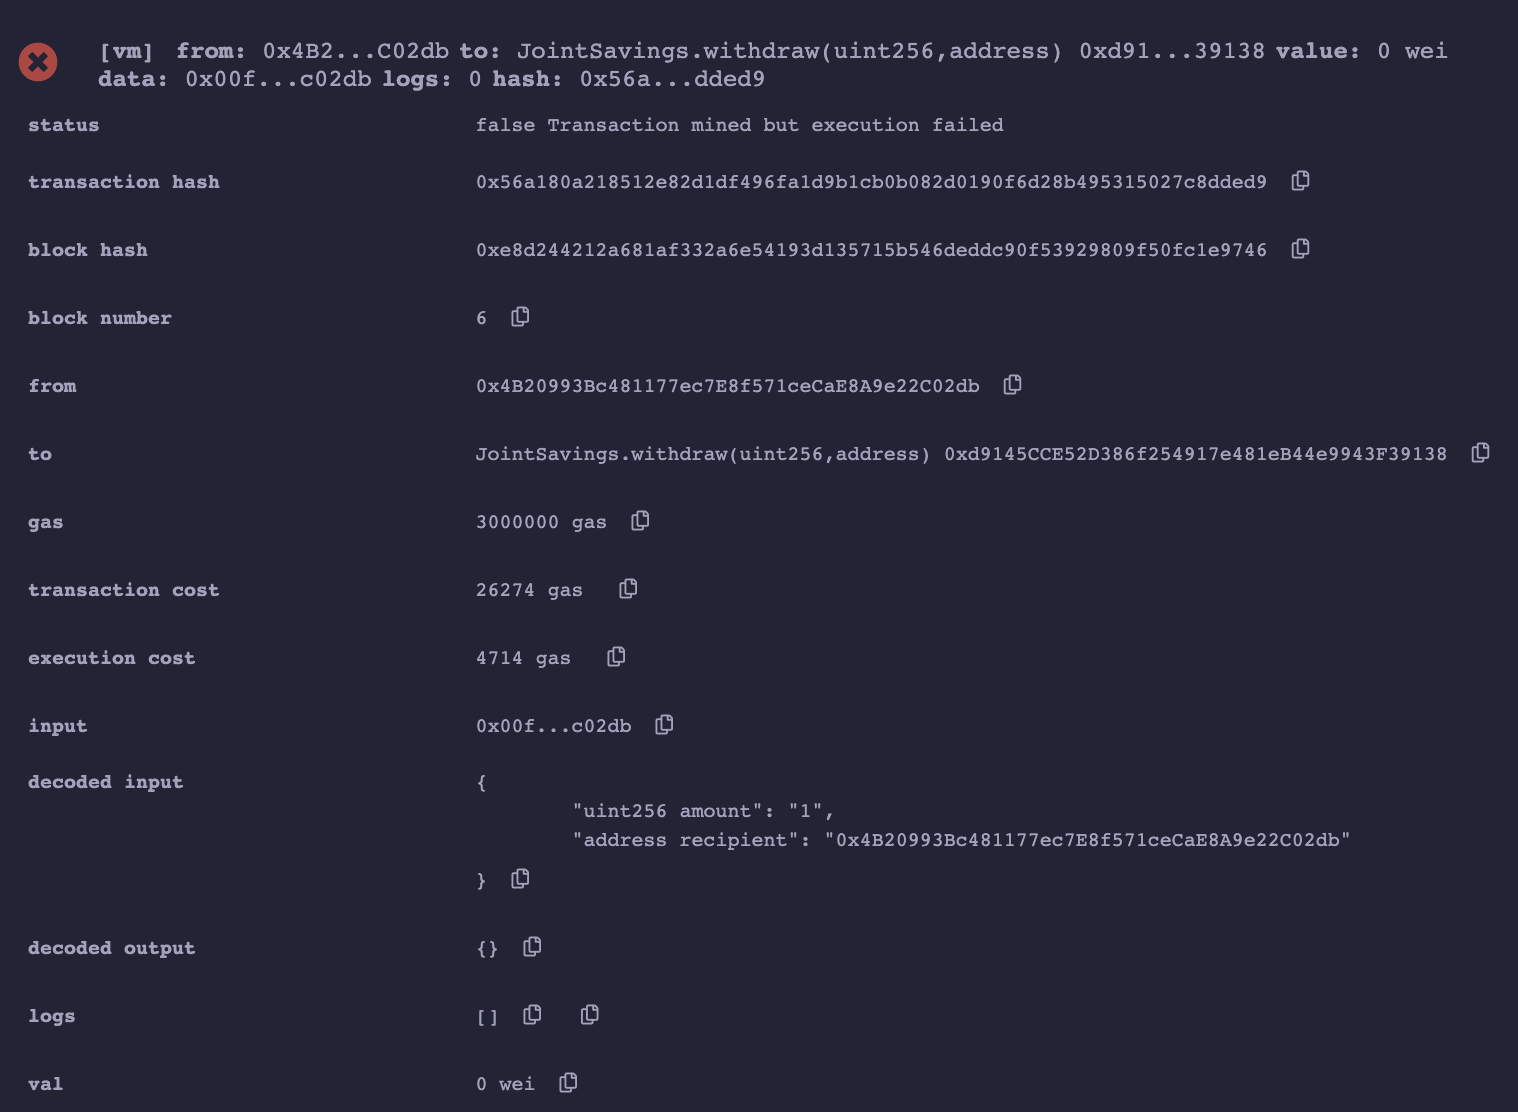 [vm] from: 0x4B2...C02db to: JointSavings.withdraw(uint256,address) 0xd91...39138 value: 0 wei
data: 0x00f...c02db logs: 0 hash: 0x56a...dded9
status false Transaction mined but execution failed
transaction hash 0x56a180a218512e82d1df496fa1d9b1cb0b082d0190f6d28b495315027c8dded9
block hash 0xe8d244212a681af332a6e54193d135715b546deddc90f53929809f50fc1e9746
block number 6
from 0x4B20993Bc481177ec7E8f571ceCaE8A9e22C02db
to JointSavings.withdraw(uint256,address) 0xd9145CCE52D386f254917e481eB44e9943F39138
gas 3000000 gas
transaction cost 26274 gas
execution cost 4714 gas
input 0x00f...c02db
decoded input {
"uint256 amount": "1",
"address recipient": "0x4B20993Bc481177ec7E8f571ceCaE8A9e22C02db"
}
decoded output {}
logs []
val 0 wei